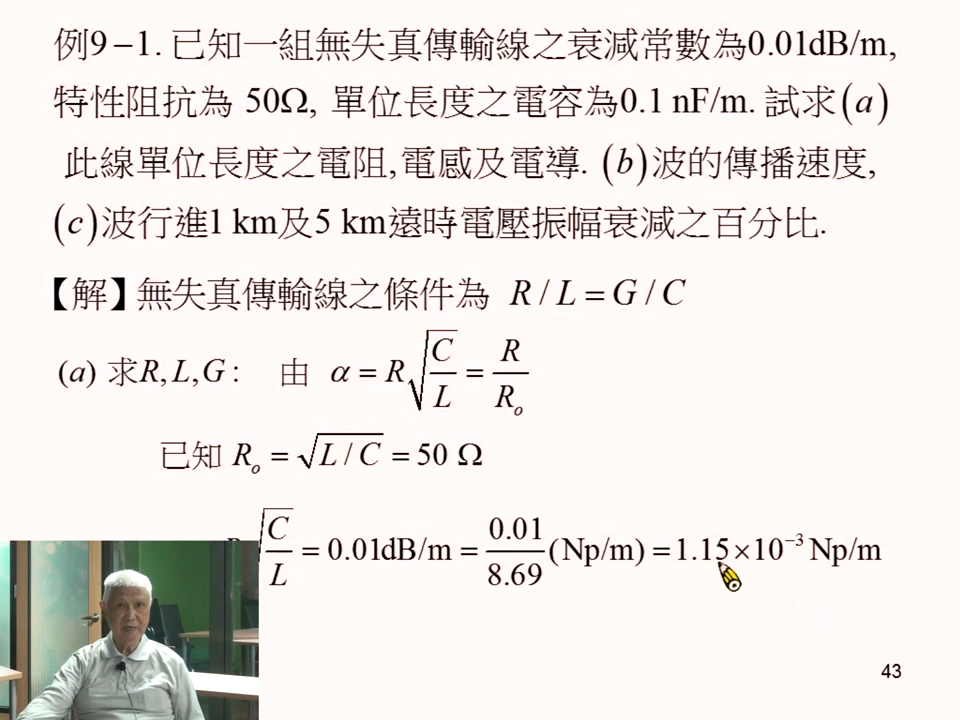 例9－1. 已知一組無失真傳輸線之衰減常數為0.01dB/m,
特性阻抗為 50Ω, 單位長度之電容為0.1 nF/m. 試求(a)
此線單位長度之電阻,電感及電導. (b)波的傳播速度,
(c)波行進1 km及5 km遠時電壓振幅衰減之百分比.
【解】無失真傳輸線之條件為 R / L = G / C
(a) 求R, L, G : 由 α = R√(C/L) = R/Rₒ
已知 Rₒ = √(L / C) = 50 Ω
√(C/L) = 0.01dB/m = 0.01/8.69 (Np/m) = 1.15×10⁻³ Np/m
43